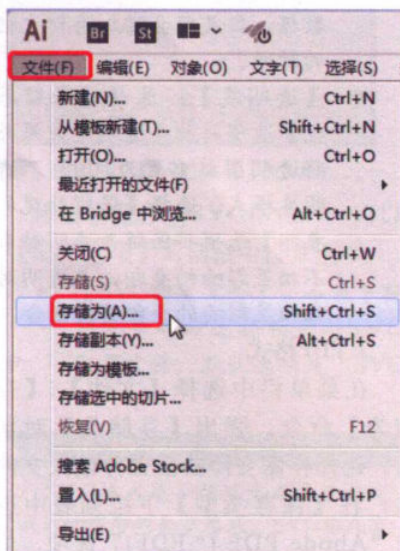 Ai Br St
文件(F) 编辑(E) 对象(O) 文字(T) 选择(S)
新建(N)... Ctrl+N
从模板新建(T)... Shift+Ctrl+N
打开(O)... Ctrl+O
最近打开的文件(F)
在 Bridge 中浏览... Alt+Ctrl+O
关闭(C) Ctrl+W
存储(S) Ctrl+S
存储为(A)... Shift+Ctrl+S
存储副本(Y)... Alt+Ctrl+S
存储为模板...
存储选中的切片...
恢复(V) F12
搜索 Adobe Stock...
置入(L)... Shift+Ctrl+P
导出(E)